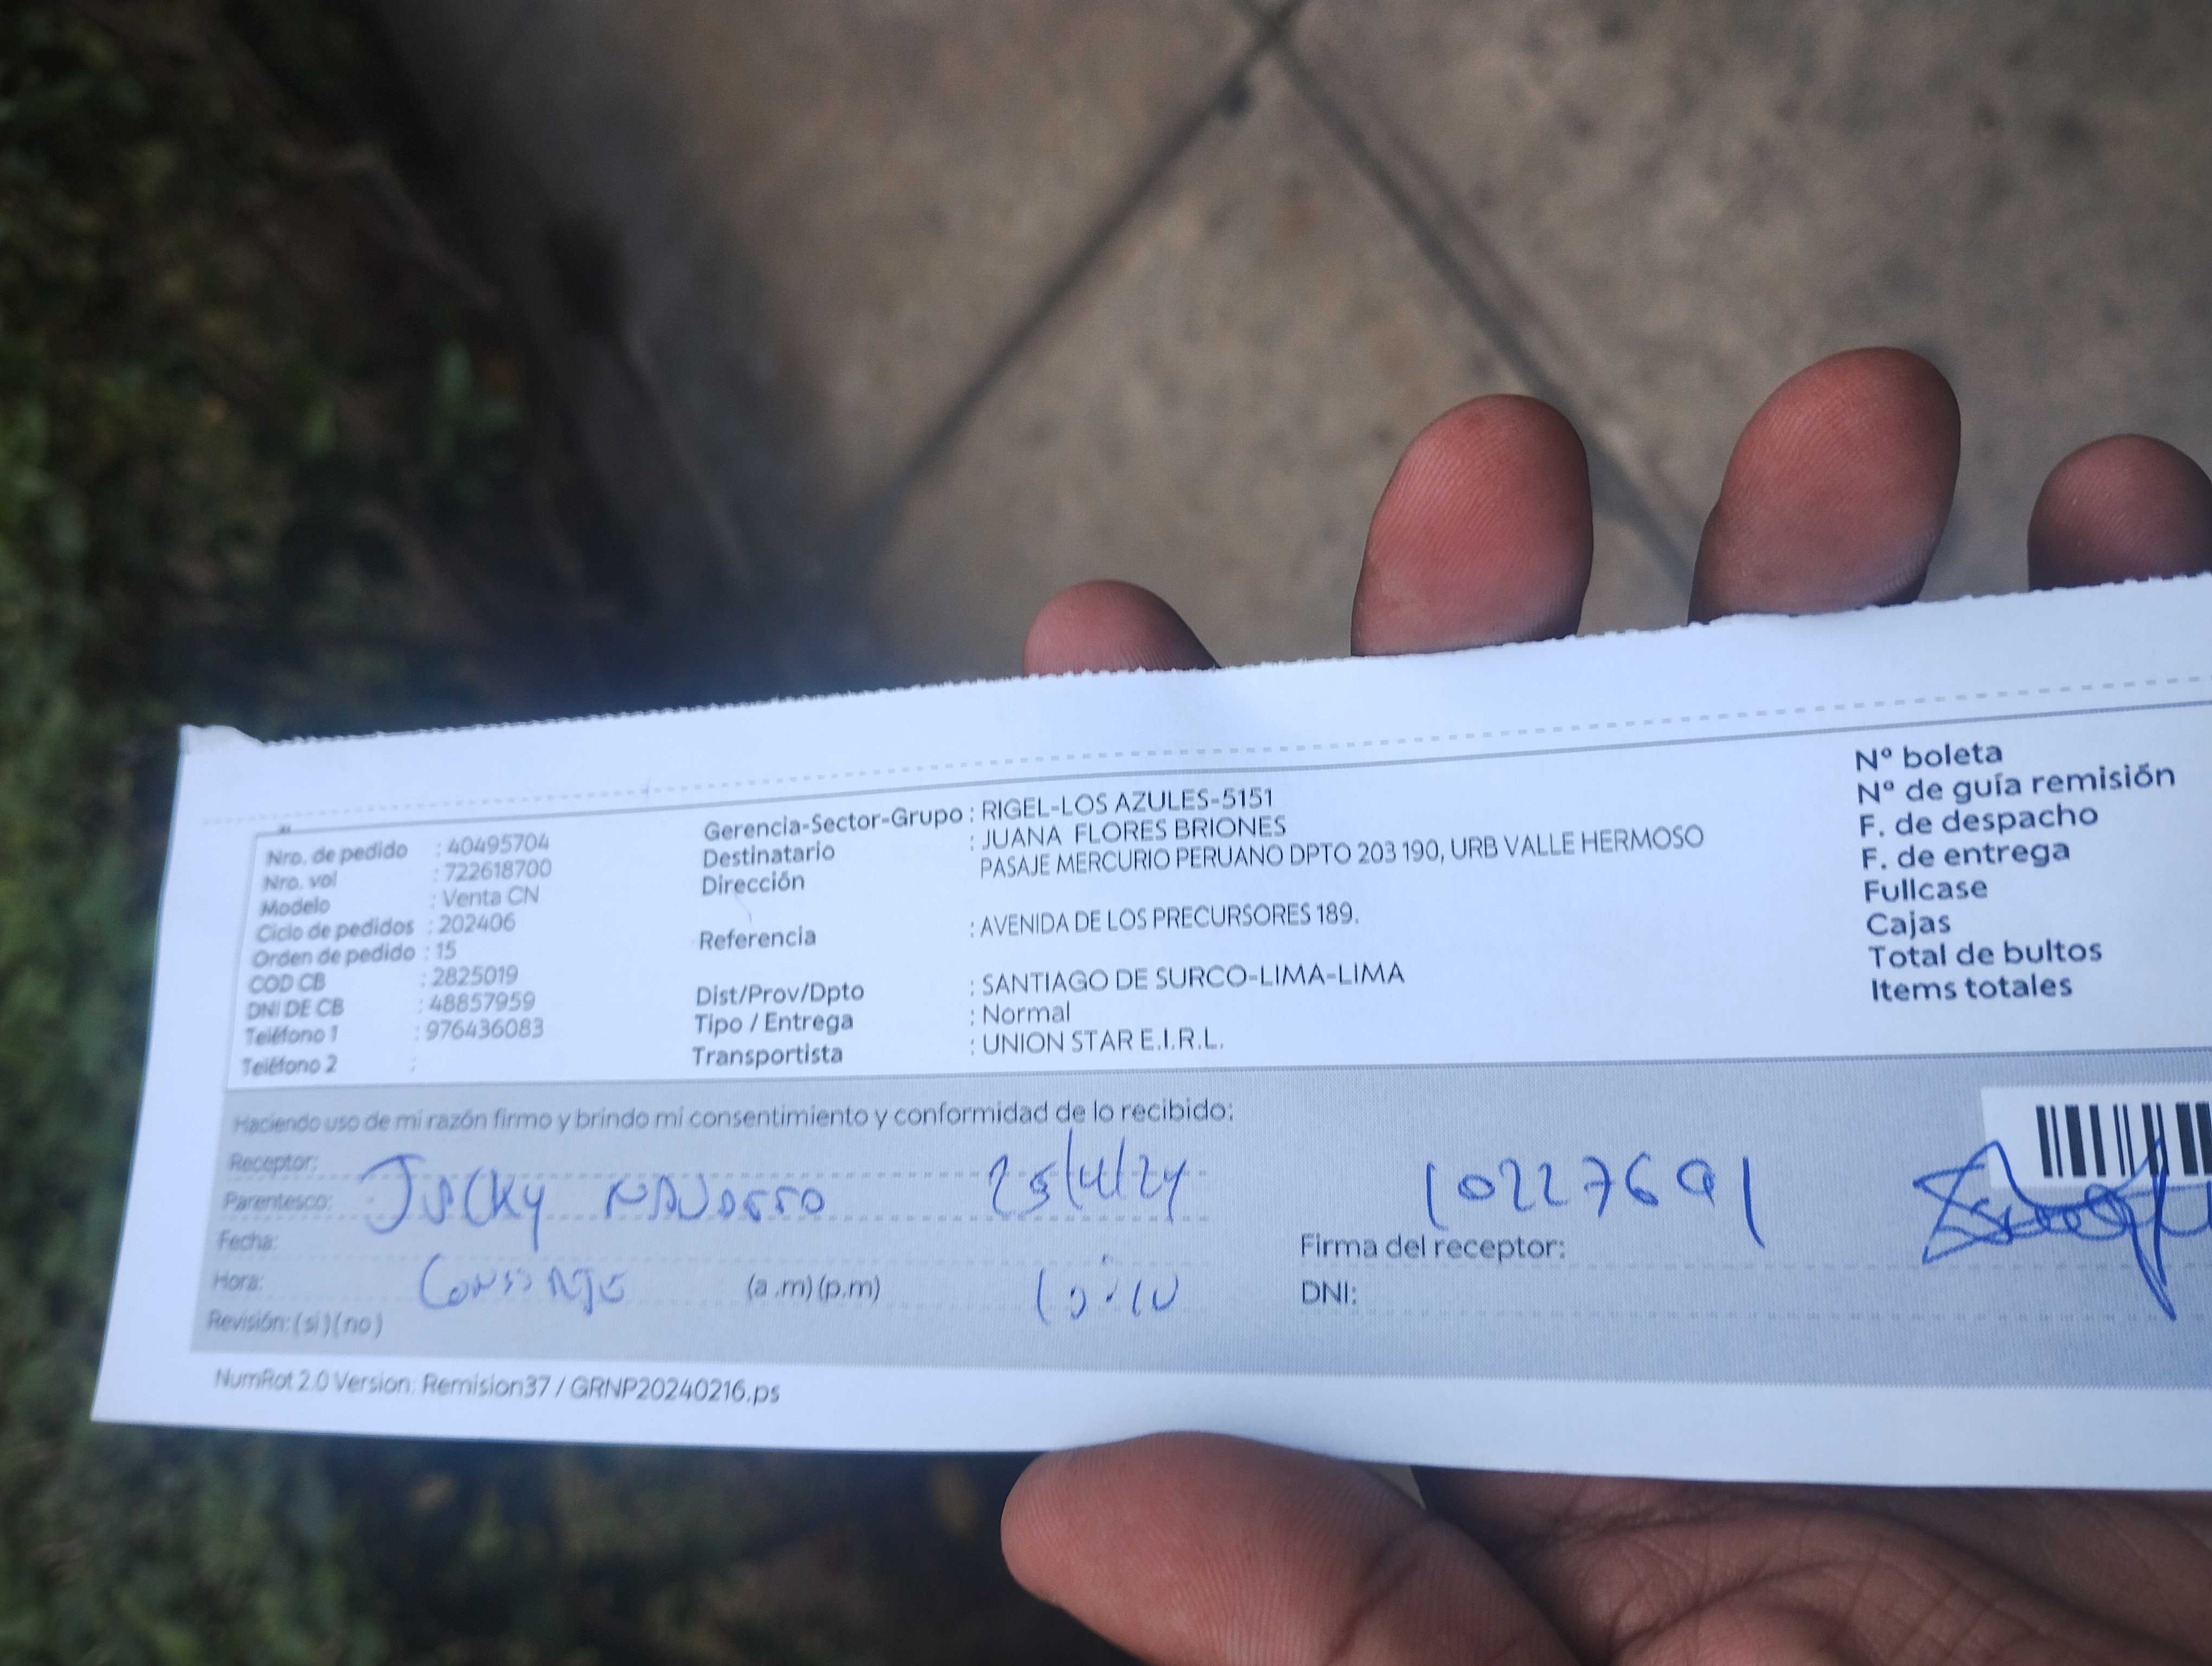 Nro. de pedido : 40495704
Nro. vol : 722618700
Modelo : Venta CN
Ciclo de pedidos : 202406
Orden de pedido : 15
COD CB : 2825019
DNI DE CB : 48857959
Teléfono 1 : 976436083
Teléfono 2 :
Gerencia-Sector-Grupo : RIGEL-LOS AZULES-5151
Destinatario : JUANA FLORES BRIONES
Dirección PASAJE MERCURIO PERUANO DPTO 203 190, URB VALLE HERMOSO
Referencia : AVENIDA DE LOS PRECURSORES 189.
Dist/Prov/Dpto : SANTIAGO DE SURCO-LIMA-LIMA
Tipo / Entrega : Normal
Transportista : UNION STAR E.I.R.L.
Nº boleta
Nº de guía remisión
F. de despacho
F. de entrega
Fullcase
Cajas
Total de bultos
Items totales
Haciendo uso de mi razón firmo y brindo mi consentimiento y conformidad de lo recibido:
Receptor:
Parentesco:
Fecha:
Hora: (a .m) (p.m)
Revisión: ( si ) ( no )
10227691
Firma del receptor:
DNI:
NumRot 2.0 Version: Remision37 / GRNP20240216.ps